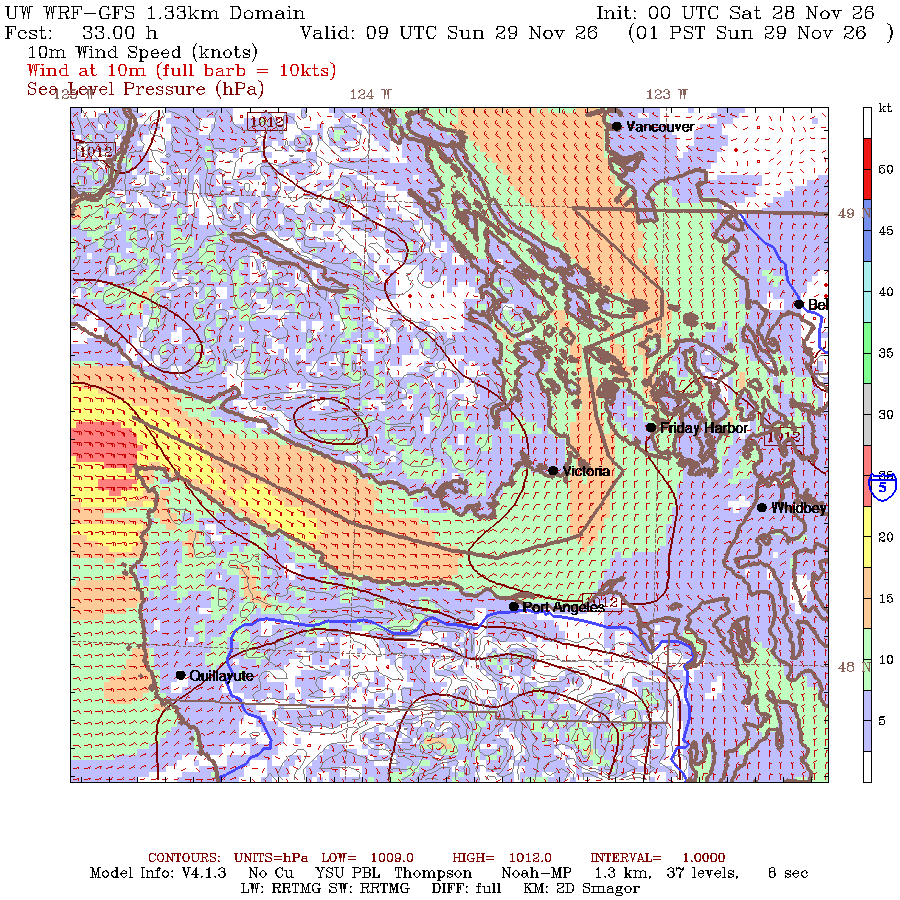 UW WRF-GFS 1.33km Domain Init: 00 UTC Sat 28 Nov 26
Fcst: 33.00 h Valid: 09 UTC Sun 29 Nov 26 (01 PST Sun 29 Nov 26 )
10m Wind Speed (knots)
Wind at 10m (full barb = 10kts)
Sea Level Pressure (hPa)
124 W 123 W
kt
1012
Vancouver
1012
60
49 N
45
40
Bel
35
30
Friday Harbor
1012
Victoria
5
Whidbey
20
15
1012
Port Angeles
10
48 N
Quillayute
5
CONTOURS: UNITS=hPa LOW= 1009.0 HIGH= 1012.0 INTERVAL= 1.0000
Model Info: V4.1.3 No Cu YSU PBL Thompson Noah-MP 1.3 km, 37 levels, 8 sec
LW: RRTMG SW: RRTMG DIFF: full KM: 2D Smagor